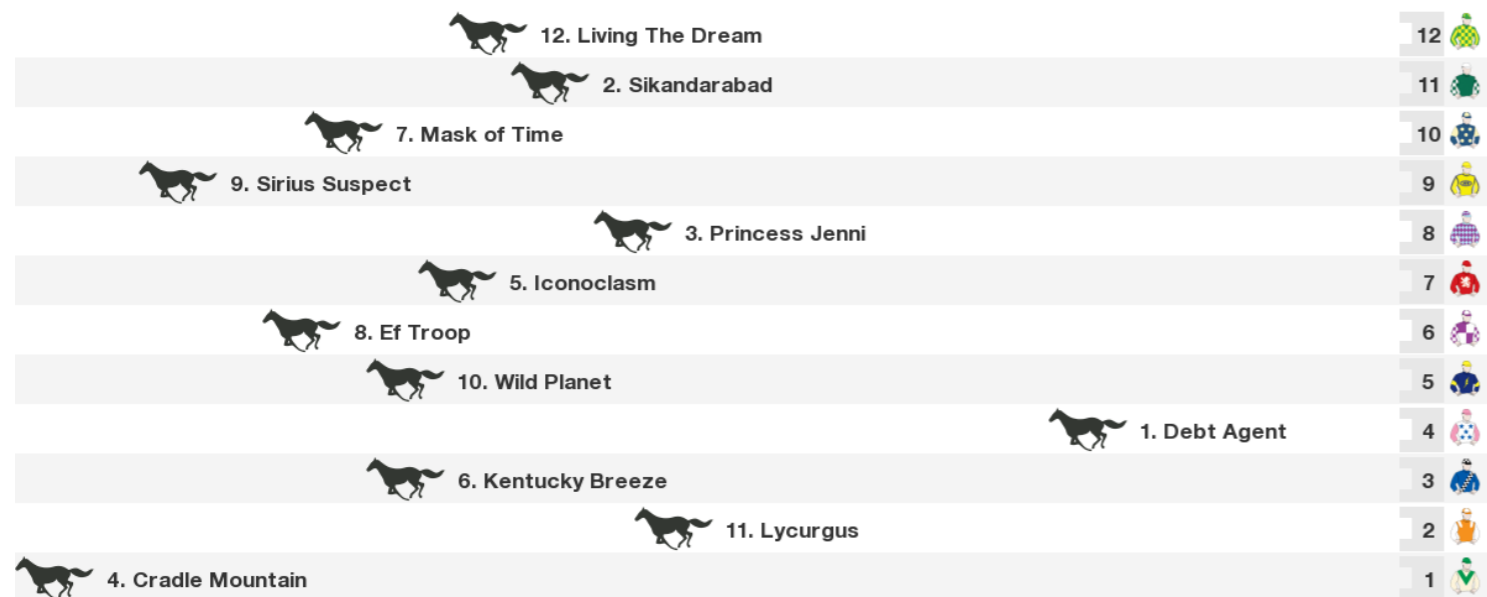 12. Living The Dream 12
2. Sikandarabad 11
7. Mask of Time 10
9. Sirius Suspect 9
3. Princess Jenni 8
5. Iconoclasm 7
8. Ef Troop 6
10. Wild Planet 5
1. Debt Agent 4
6. Kentucky Breeze 3
11. Lycurgus 2
4. Cradle Mountain 1